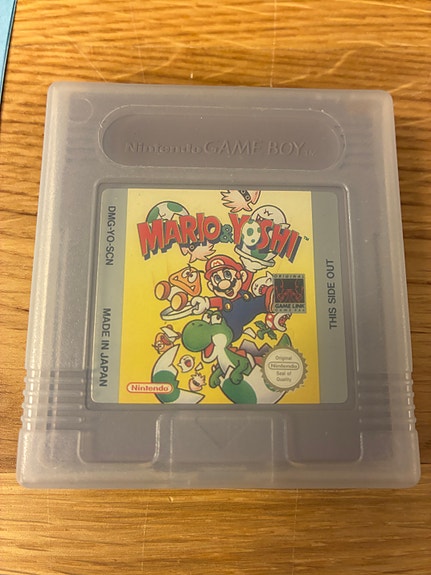 Nintendo GAME BOY TM
MARIO & YOSHI TM
DMG-YO-SCN
MADE IN JAPAN
THIS SIDE OUT
ORIGINAL
GAME LINK
Nintendo
Original
Nintendo
Seal of
Quality